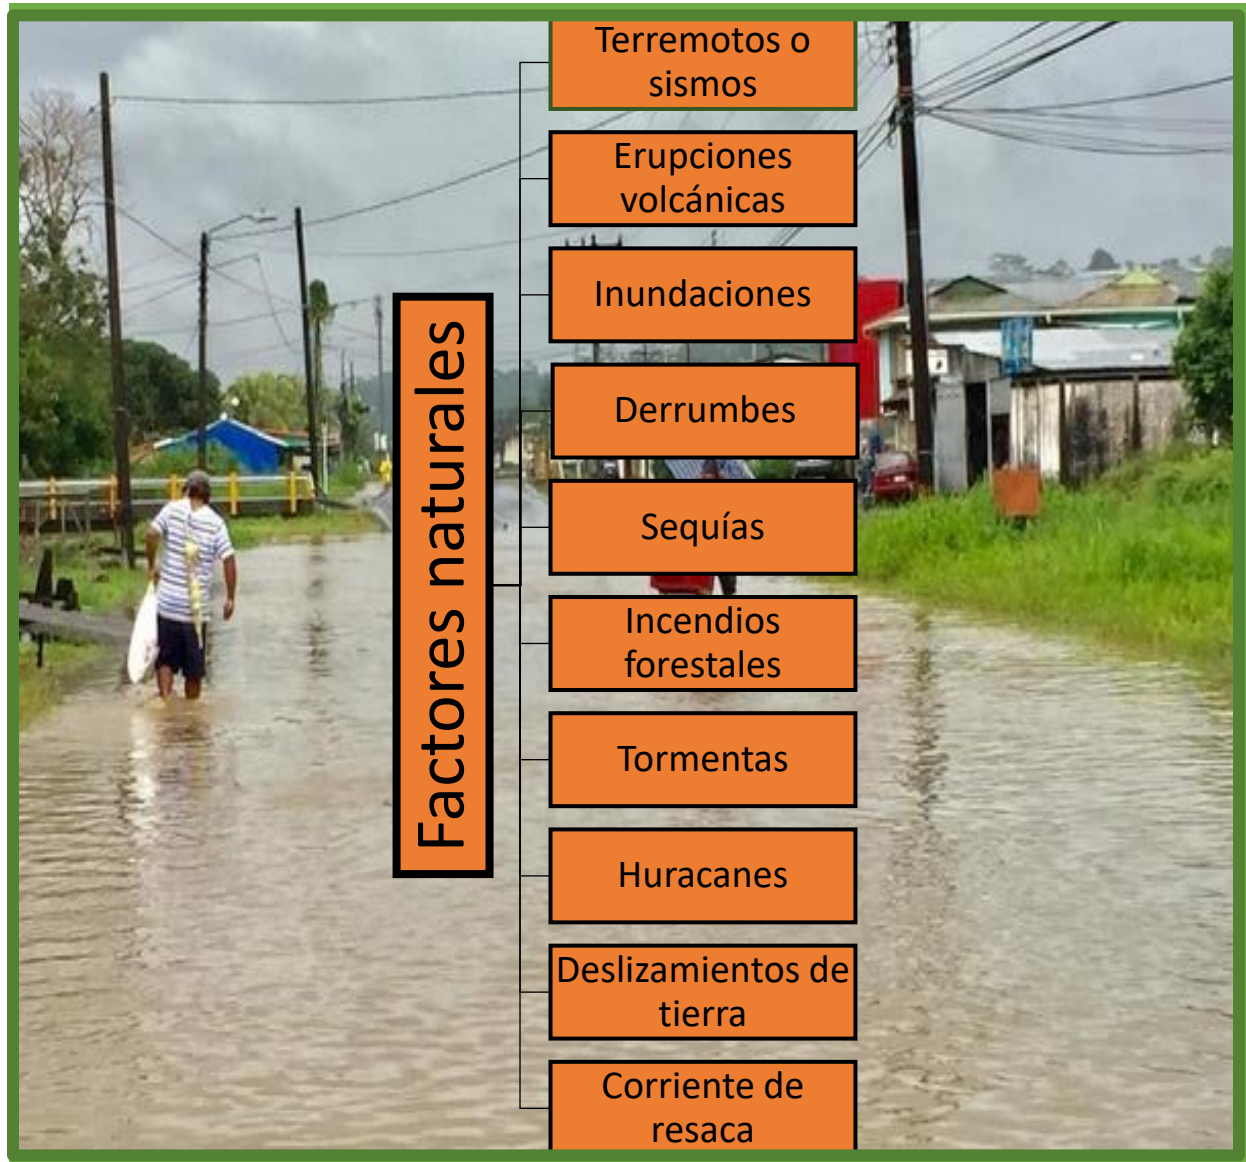 Factores naturales
Terremotos o
sismos
Erupciones
volcánicas
Inundaciones
Derrumbes
Sequías
Incendios
forestales
Tormentas
Huracanes
Deslizamientos de
tierra
Corriente de
resaca